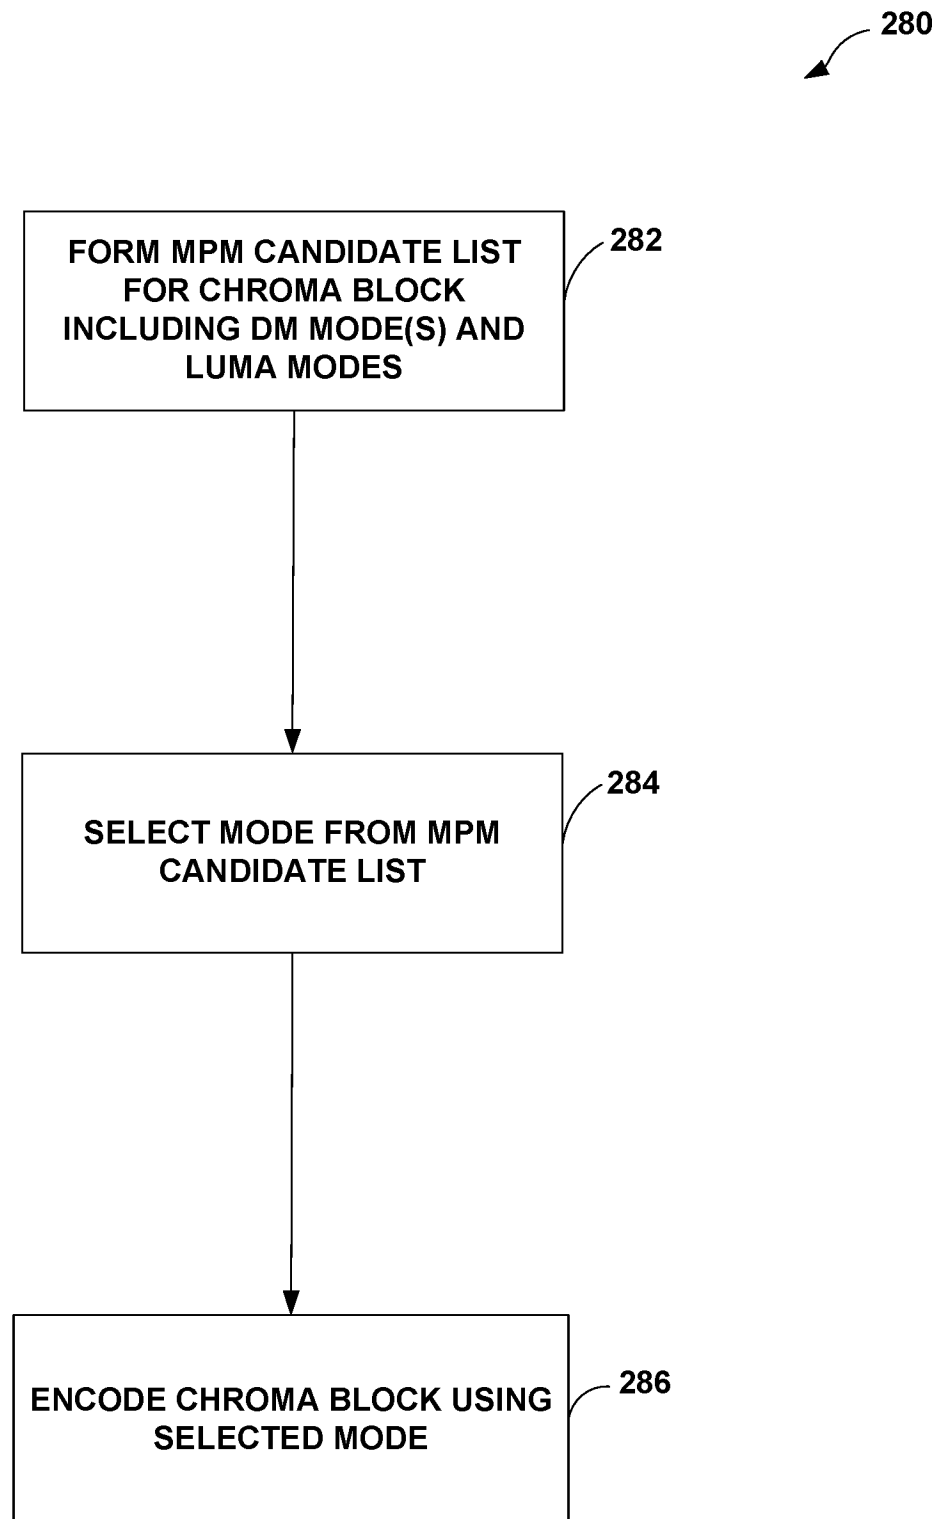 280
FORM MPM CANDIDATE LIST
FOR CHROMA BLOCK
INCLUDING DM MODE(S) AND
LUMA MODES
282
SELECT MODE FROM MPM
CANDIDATE LIST
284
ENCODE CHROMA BLOCK USING
SELECTED MODE
286